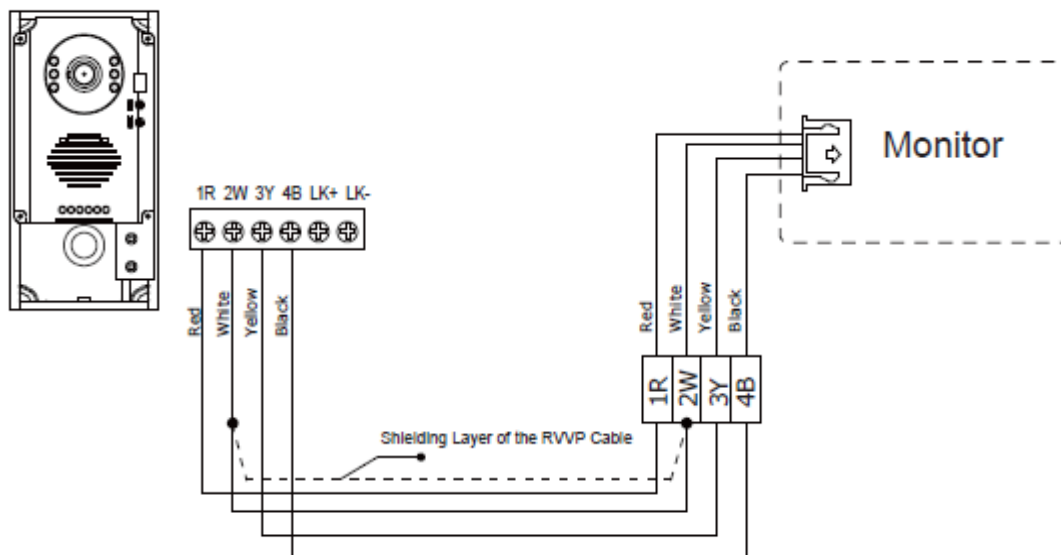 Monitor
1R 2W 3Y 4B LK+ LK-
Red
White
Yellow
Black
Red
White
Yellow
Black
1R
2W
3Y
4B
Shielding Layer of the RVVP Cable